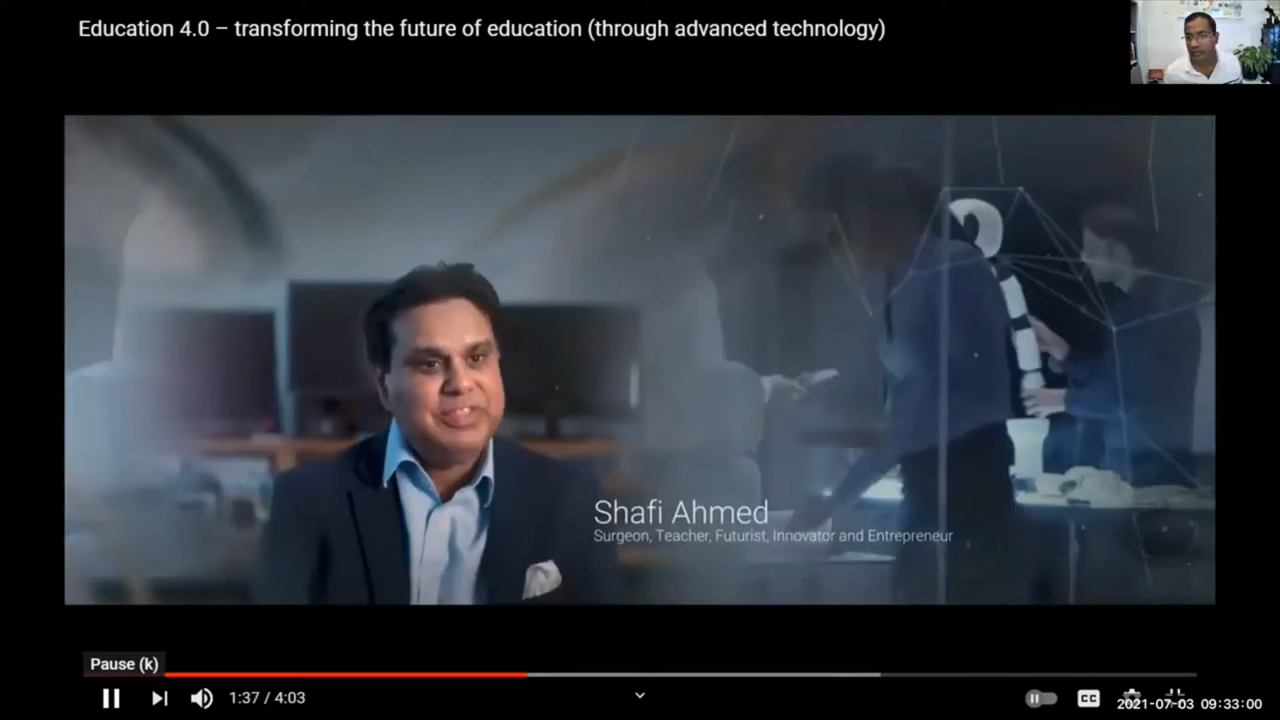 Education 4.0 – transforming the future of education (through advanced technology)
Shafi Ahmed
Surgeon, Teacher, Futurist, Innovator and Entrepreneur
Pause (k)
1:37 / 4:03
CC
2021-07-03 09:33:00